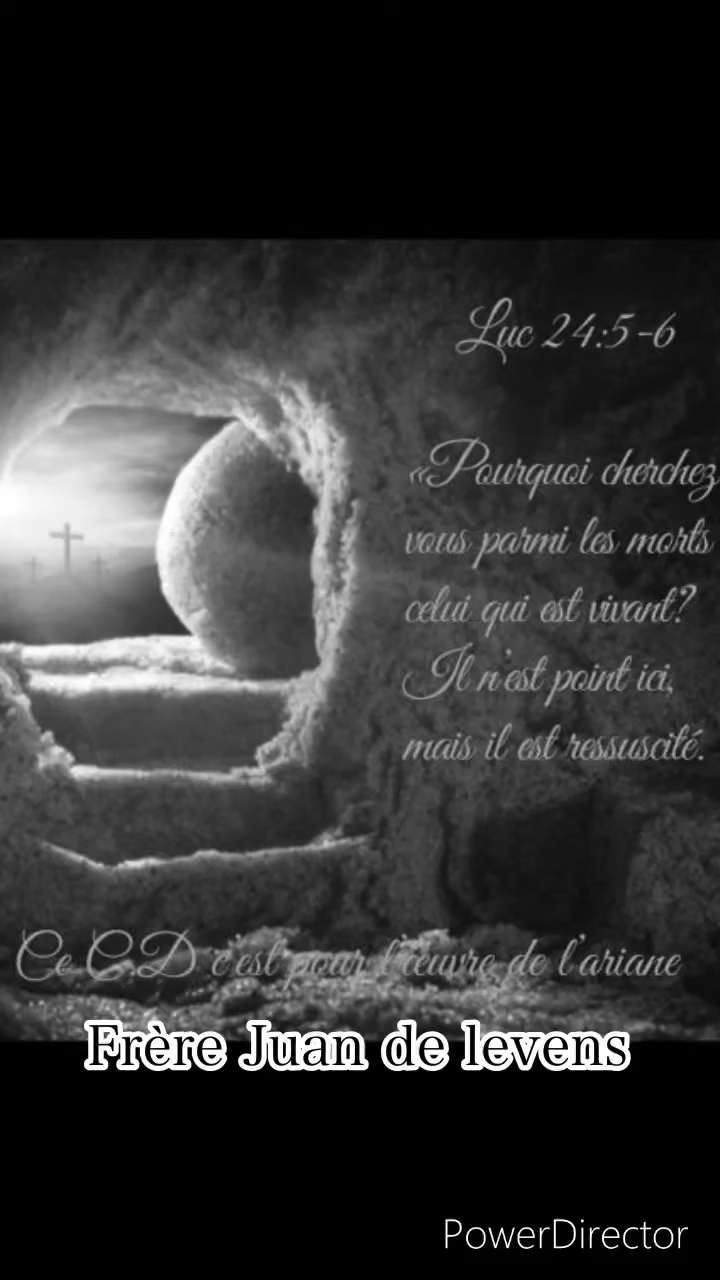 Luc 24:5-6
«Pourquoi cherchez
vous parmi les morts
celui qui est vivant?
Il n'est point ici,
mais il est ressuscité.
Ce C.D c'est pour l'œuvre de l'ariane
Frère Juan de levens
PowerDirector